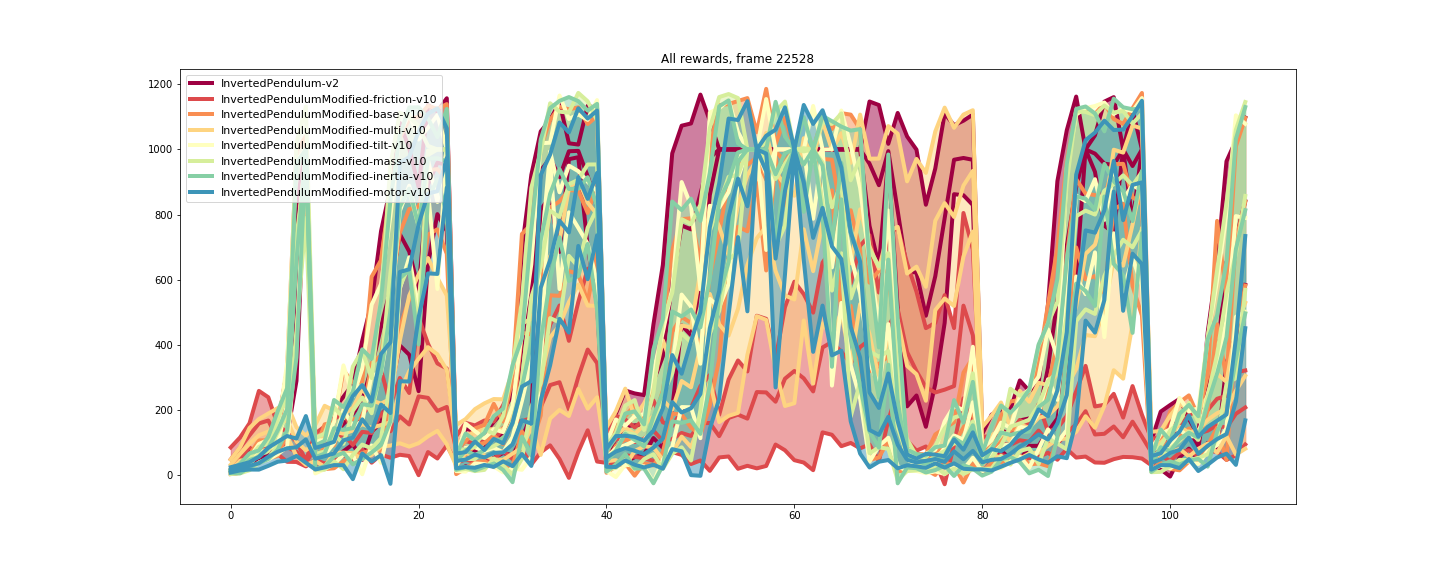 All rewards, frame 22528
1200
1000
800
600
400
200
0
InvertedPendulum-v2
InvertedPendulumModified-friction-v10
InvertedPendulumModified-base-v10
InvertedPendulumModified-multi-v10
InvertedPendulumModified-tilt-v10
InvertedPendulumModified-mass-v10
InvertedPendulumModified-inertia-v10
InvertedPendulumModified-motor-v10
0 20 40 60 80 100